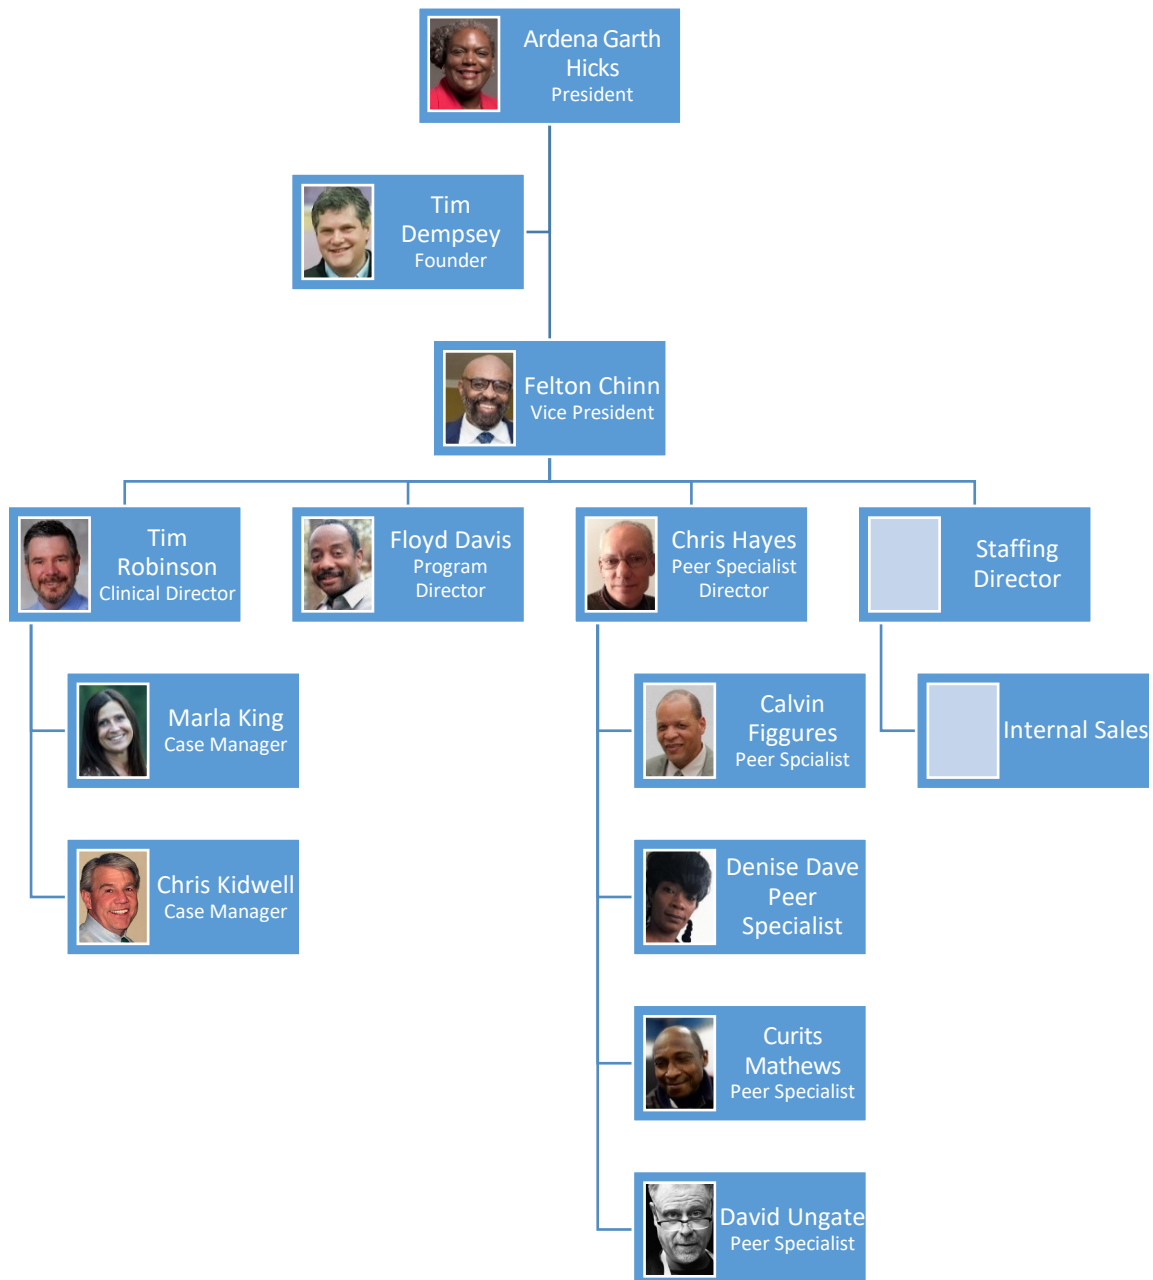 Ardena Garth
Hicks
President
Tim
Dempsey
Founder
Felton Chinn
Vice President
Tim
Robinson
Clinical Director
Floyd Davis
Program
Director
Chris Hayes
Peer Specialist
Director
Staffing
Director
Marla King
Case Manager
Chris Kidwell
Case Manager
Calvin
Figgures
Peer Spcialist
Denise Dave
Peer
Specialist
Curits
Mathews
Peer Specialist
David Ungate
Peer Specialist
Internal Sales